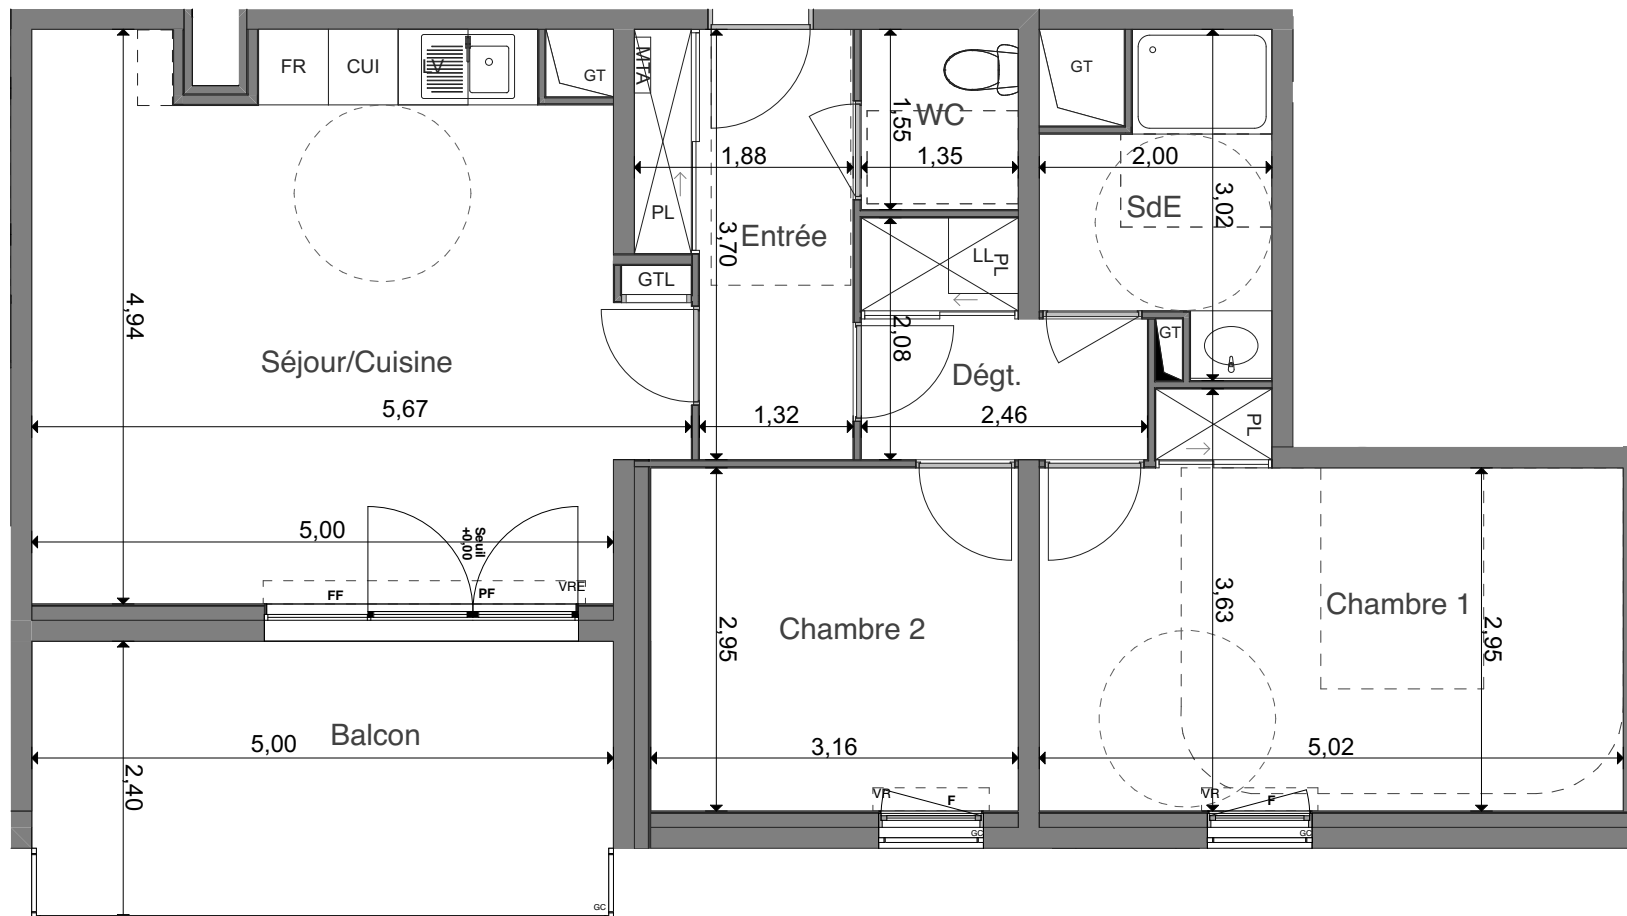 FR
CUI
LV
GT
MTA
PL
1,88
Entrée
3,70
GTL
1,55
WC
1,35
GT
2,00
SdE
3,02
LL
PL
4,94
Séjour/Cuisine
5,67
1,32
2,08
Dégt.
2,46
GT
PL
5,00
Seuil
+0,00
VRE
FF
PF
Chambre 2
2,95
3,16
VR
F
GC
Chambre 1
3,63
2,95
5,02
VR
F
GC
Balcon
5,00
2,40
GC